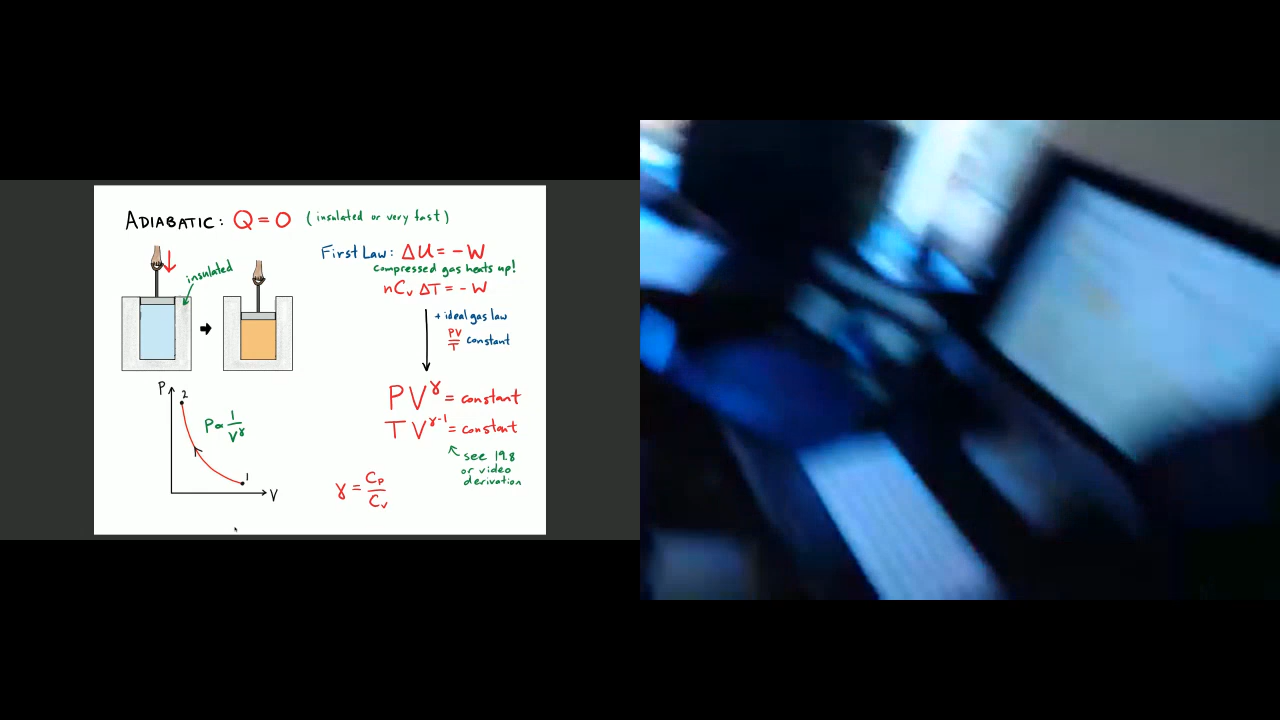 ADIABATIC: Q = 0 (insulated or very fast)
insulated
First Law: ΔU = -W
compressed gas heats up!
nCv ΔT = -W
+ ideal gas law
PV/T constant
PV^γ = constant
TV^γ-1 = constant
see 19.8
or video
derivation
γ = Cp/Cv
P
2
P∝ 1/V^γ
1
V